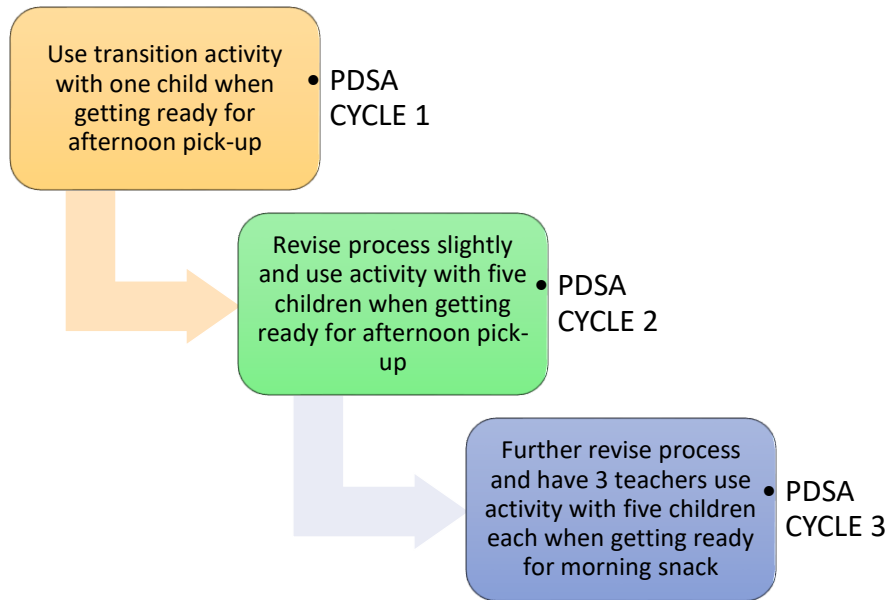 Use transition activity
with one child when
getting ready for
afternoon pick-up
• PDSA
CYCLE 1
Revise process slightly
and use activity with five
children when getting
ready for afternoon pick-
up
• PDSA
CYCLE 2
Further revise process
and have 3 teachers use
activity with five children
each when getting ready
for morning snack
• PDSA
CYCLE 3